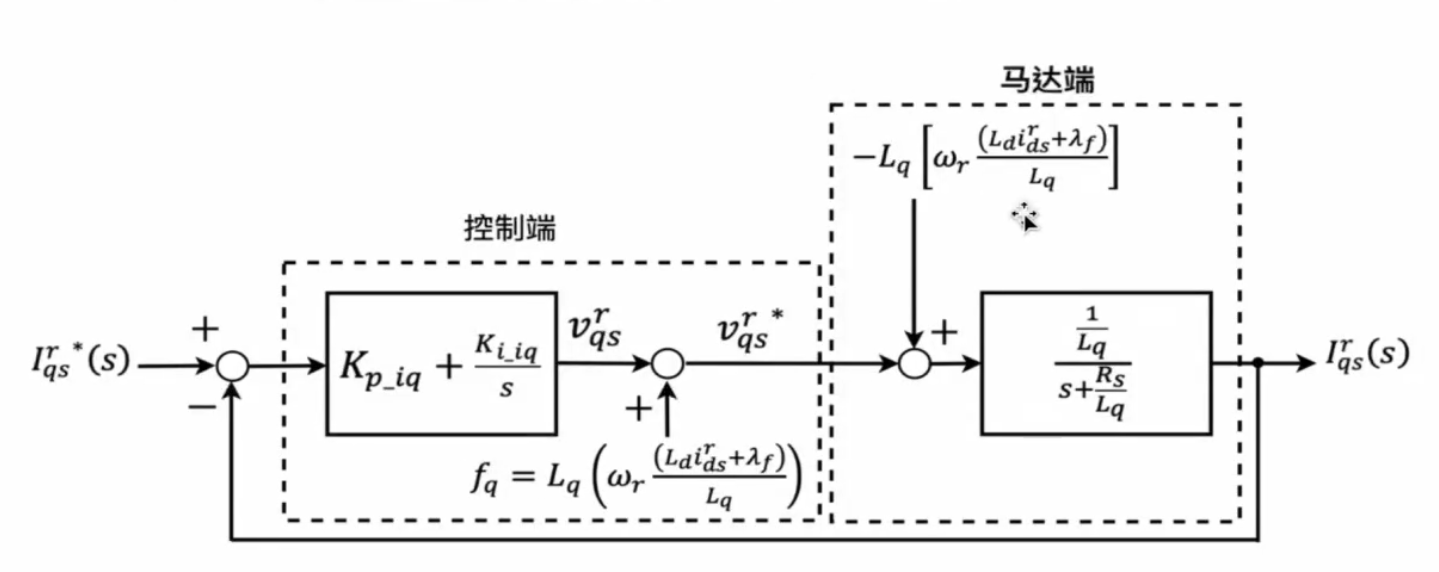 马达端
$-L_q\left[\omega_r \frac{(L_d i_{ds}^r+\lambda_f)}{L_q}\right]$
控制端
$I_{qs}^{r\,*}(s)$
+
−
$K_{p\_iq} + \frac{K_{i\_iq}}{s}$
$v_{qs}^r$
+
$v_{qs}^{r\,*}$
+
$\frac{\frac{1}{L_q}}{s+\frac{R_s}{L_q}}$
$I_{qs}^r(s)$
$f_q = L_q\left(\omega_r \frac{(L_d i_{ds}^r+\lambda_f)}{L_q}\right)$